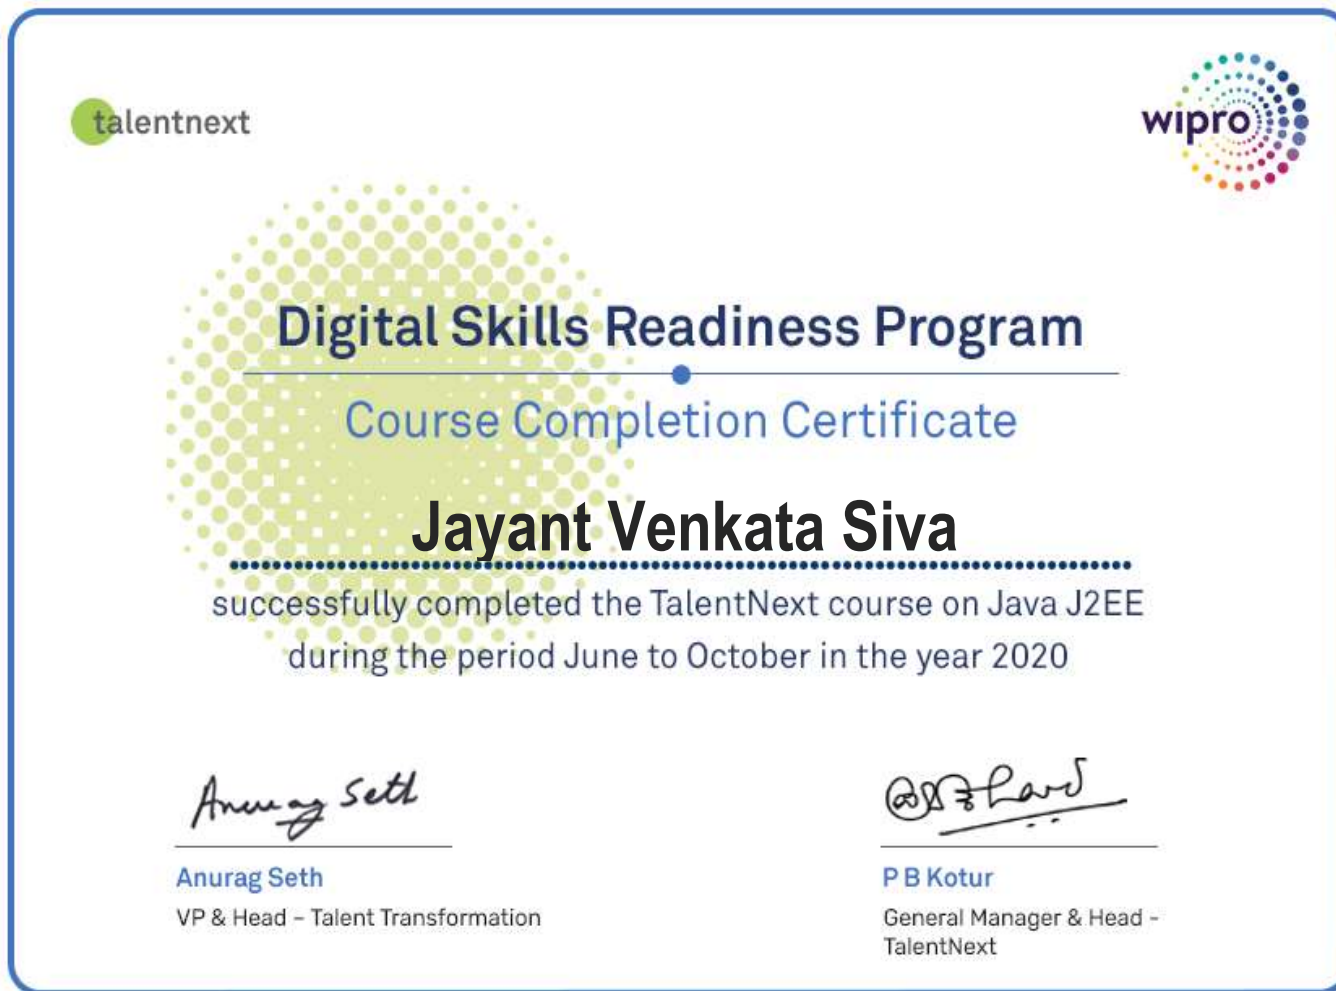 talentnext
wipro
Digital Skills Readiness Program
Course Completion Certificate
Jayant Venkata Siva
successfully completed the TalentNext course on Java J2EE
during the period June to October in the year 2020
Anurag Seth
Anurag Seth
VP & Head – Talent Transformation
P B Kotur
General Manager & Head -
TalentNext